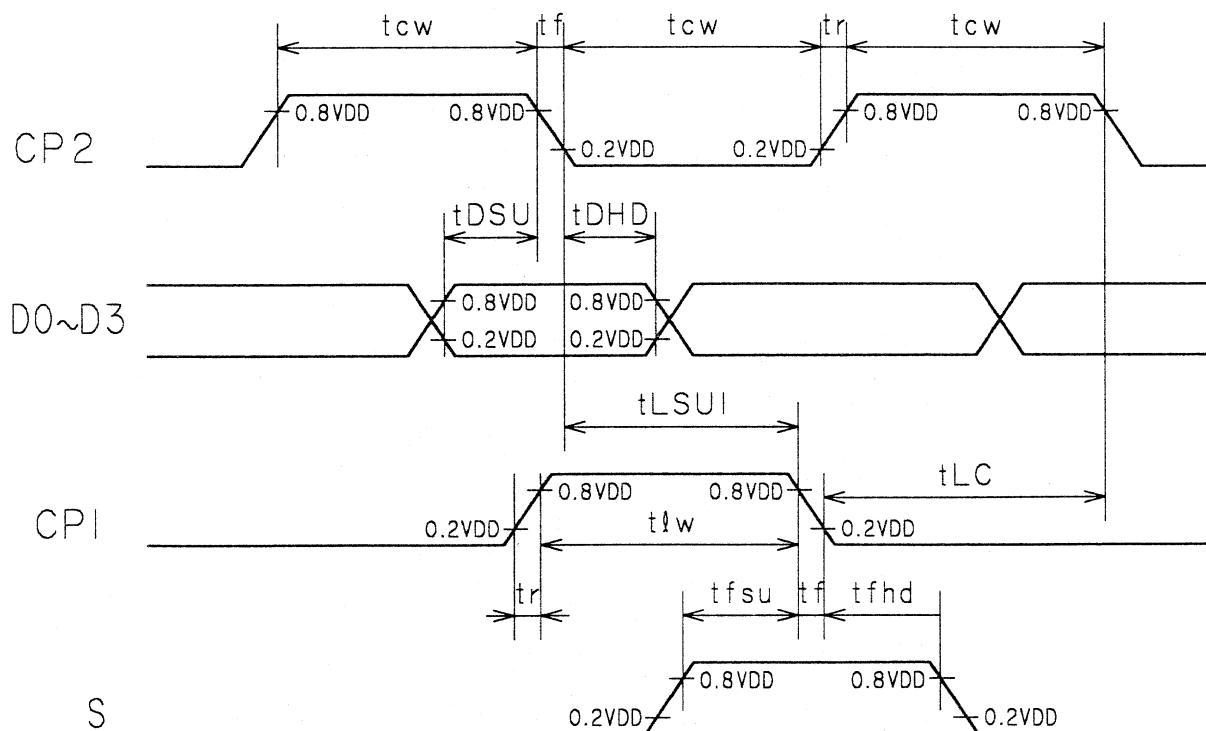 tcw tf tcw tr tcw
0.8VDD 0.8VDD 0.8VDD 0.8VDD
CP2
0.2VDD 0.2VDD
tDSU tDHD
0.8VDD 0.8VDD
D0~D3
0.2VDD 0.2VDD
tLSU1
tLC
0.8VDD 0.8VDD
CP1
0.2VDD tℓw 0.2VDD
tr tfsu tf tfhd
0.8VDD 0.8VDD
S
0.2VDD 0.2VDD